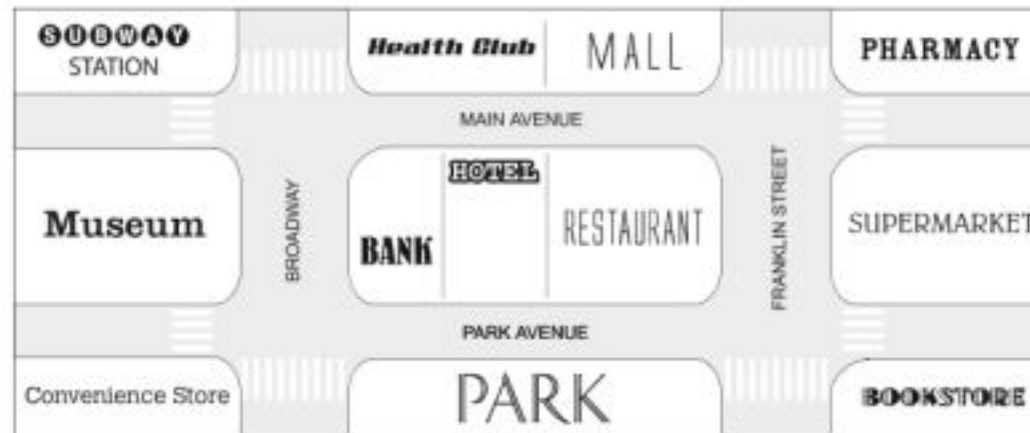 SUBWAY
STATION
Health Club
MALL
PHARMACY
MAIN AVENUE
Museum
BROADWAY
BANK
HOTEL
RESTAURANT
FRANKLIN STREET
SUPERMARKET
PARK AVENUE
Convenience Store
PARK
BOOKSTORE